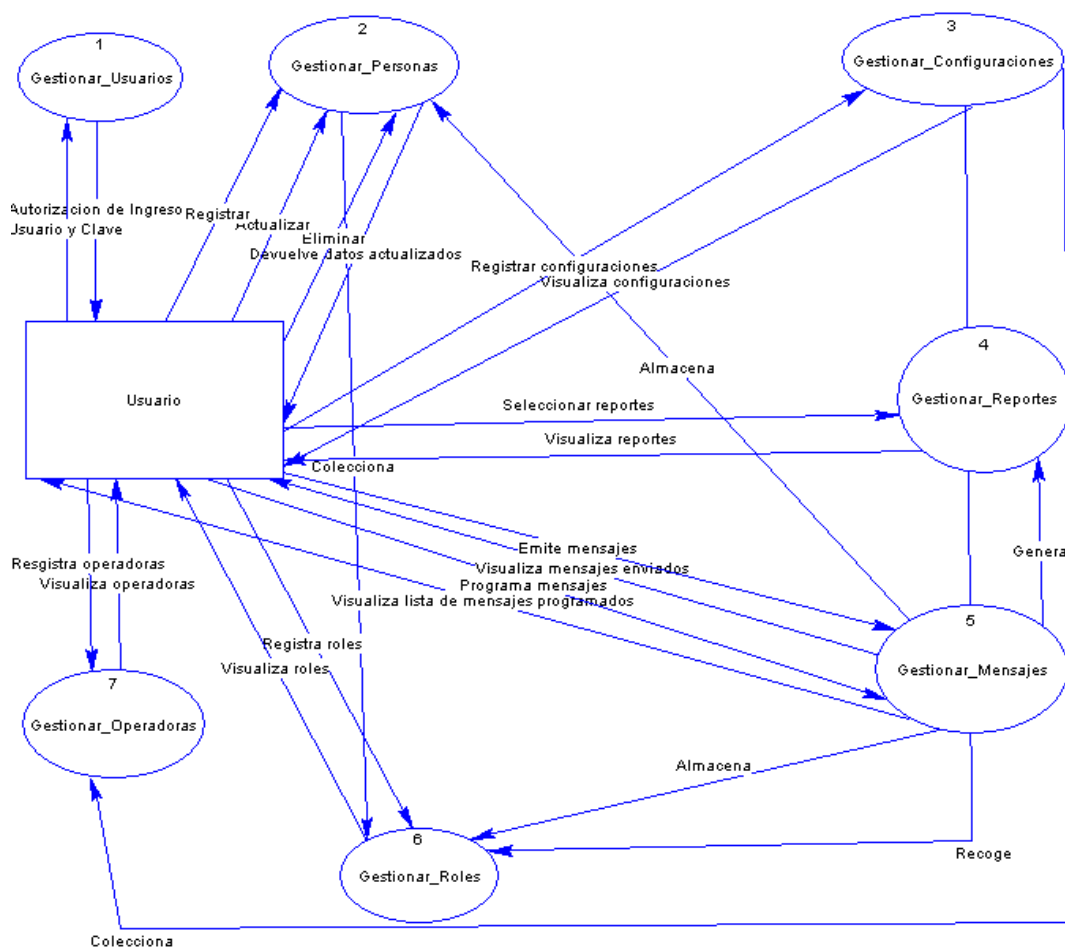 1
Gestionar_Usuarios
2
Gestionar_Personas
3
Gestionar_Configuraciones
Autorizacion de Ingreso
Usuario y Clave
Registrar
Actualizar
Eliminar
Devuelve datos actualizados
Registrar configuraciones
Visualiza configuraciones
Almacena
4
Gestionar_Reportes
Usuario
Seleccionar reportes
Visualiza reportes
Colecciona
Emite mensajes
Visualiza mensajes enviados
Programa mensajes
Visualiza lista de mensajes programados
Genera
Resgistra operadoras
Visualiza operadoras
5
Gestionar_Mensajes
Registra roles
Visualiza roles
7
Gestionar_Operadoras
Almacena
6
Gestionar_Roles
Recoge
Colecciona